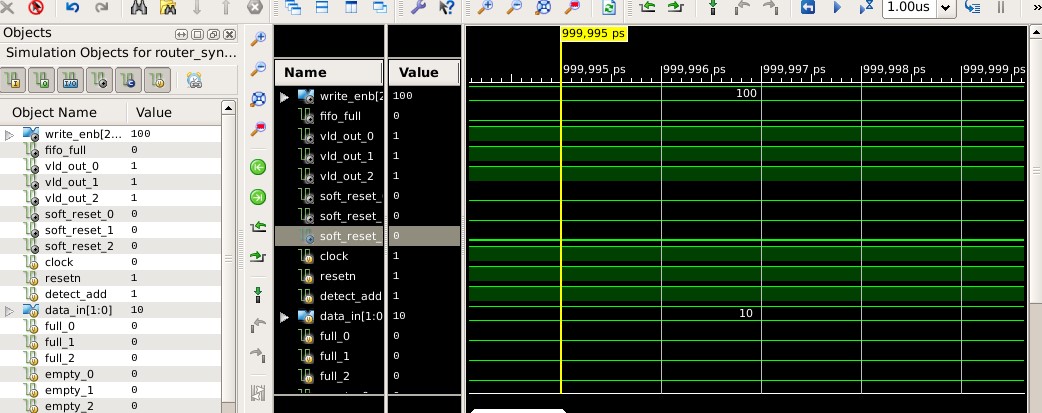 1.00us
»
Objects
Simulation Objects for router_syn...
Object Name Value
write_enb[2... 100
fifo_full 0
vld_out_0 1
vld_out_1 1
vld_out_2 1
soft_reset_0 0
soft_reset_1 0
soft_reset_2 0
clock 0
resetn 1
detect_add 1
data_in[1:0] 10
full_0 0
full_1 0
full_2 0
empty_0 0
empty_1 0
empty_2 0
Name Value
write_enb[2 100
fifo_full 0
vld_out_0 1
vld_out_1 1
vld_out_2 1
soft_reset_ 0
soft_reset_ 0
soft_reset_ 0
clock 1
resetn 1
detect_add 1
data_in[1:0 10
full_0 0
full_1 0
full_2 0
999,995 ps
999,995 ps 999,996 ps 999,997 ps 999,998 ps 999,999 ps
100
10